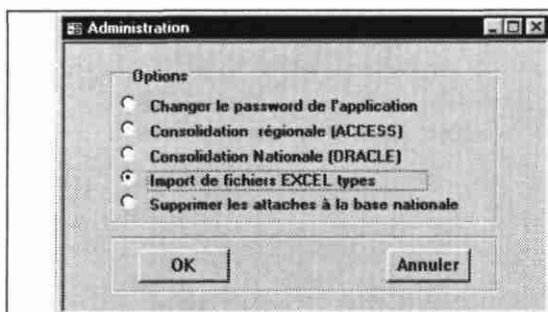 Administration
Options
Changer le password de l'application
Consolidation régionale (ACCESS)
Consolidation Nationale (ORACLE)
Import de fichiers EXCEL types
Supprimer les attaches à la base nationale
OK Annuler